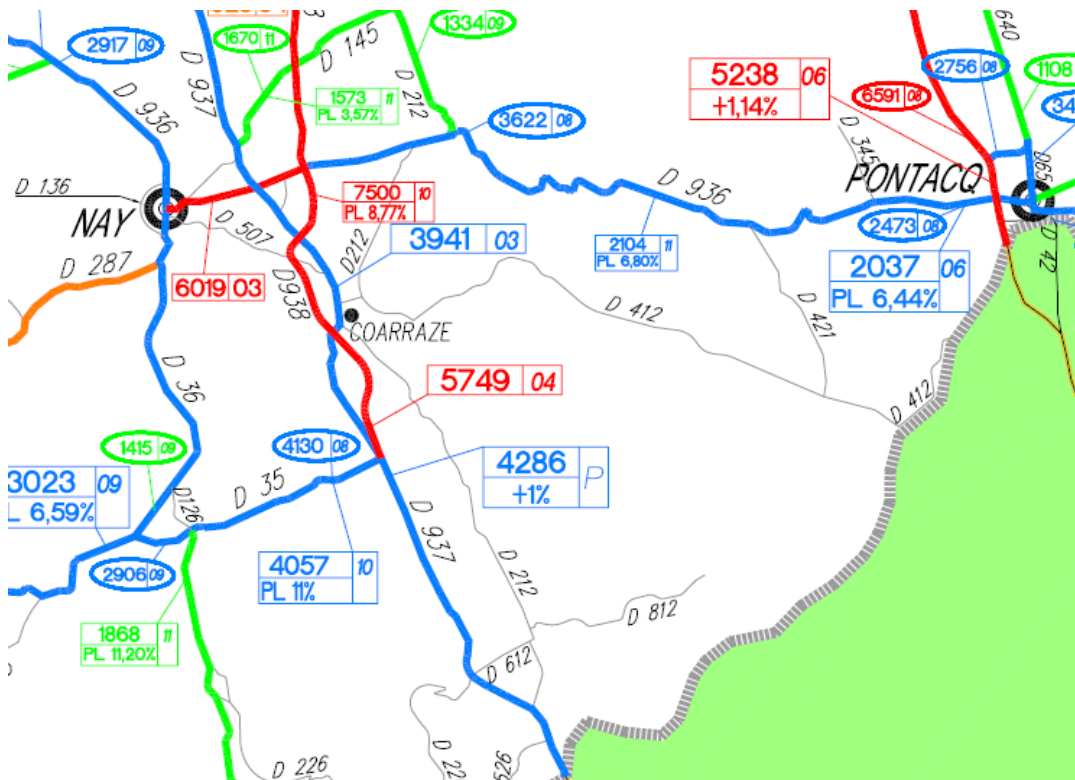 2917 09
1670 11
D 145
1334 09
640
D 937
2756 08
1108
5238 06
+1,14%
6591 08
D 936
1573 11
PL 3,57%
D 212
3622 08
D 345
D65
D 136
NAY
7500 10
PL 8,77%
D 936
PONTACQ
D 507
D212
3941 03
2104 11
PL 6,80%
2473 08
D 42
D 287
6019 03
D938
2037 06
PL 6,44%
COARRAZE
D 412
D 421
D 36
5749 04
D 412
1415 09
4130 08
3023 09
6,59%
D 35
4286 P
+1%
D126
D 937
2906 09
4057 10
PL 11%
D 212
D 812
1868 11
PL 11,20%
D 612
D 226